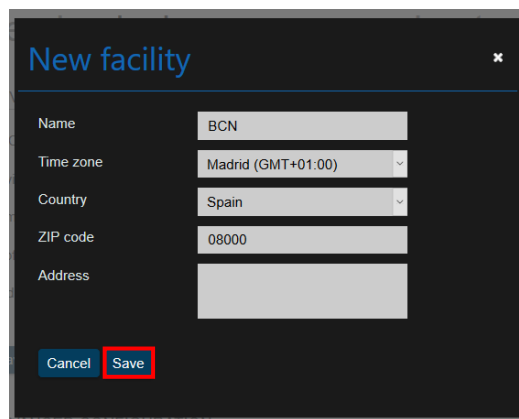 New facility
×
Name
BCN
Time zone
Madrid (GMT+01:00)
Country
Spain
ZIP code
08000
Address
Cancel
Save